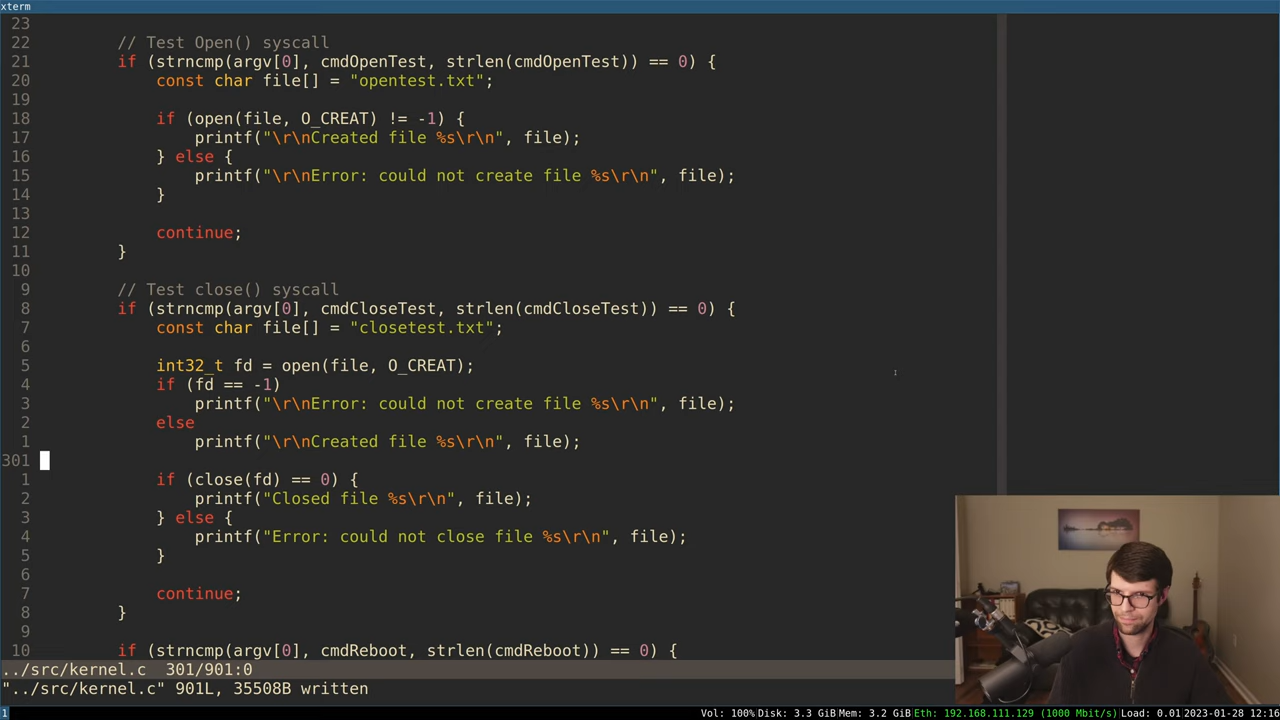 xterm
23
22 // Test Open() syscall
21 if (strncmp(argv[0], cmdOpenTest, strlen(cmdOpenTest)) == 0) {
20 const char file[] = "opentest.txt";
19
18 if (open(file, O_CREAT) != -1) {
17 printf("\r\nCreated file %s\r\n", file);
16 } else {
15 printf("\r\nError: could not create file %s\r\n", file);
14 }
13
12 continue;
11 }
10
9 // Test close() syscall
8 if (strncmp(argv[0], cmdCloseTest, strlen(cmdCloseTest)) == 0) {
7 const char file[] = "closetest.txt";
6
5 int32_t fd = open(file, O_CREAT);
4 if (fd == -1)
3 printf("\r\nError: could not create file %s\r\n", file);
2 else
1 printf("\r\nCreated file %s\r\n", file);
301
1 if (close(fd) == 0) {
2 printf("Closed file %s\r\n", file);
3 } else {
4 printf("Error: could not close file %s\r\n", file);
5 }
6
7 continue;
8 }
9
10 if (strncmp(argv[0], cmdReboot, strlen(cmdReboot)) == 0) {
../src/kernel.c 301/901:0
"../src/kernel.c" 901L, 35508B written
1 Vol: 100% Disk: 3.3 GiB Mem: 3.2 GiB Eth: 192.168.111.129 (1000 Mbit/s) Load: 0.01 2023-01-28 12:16